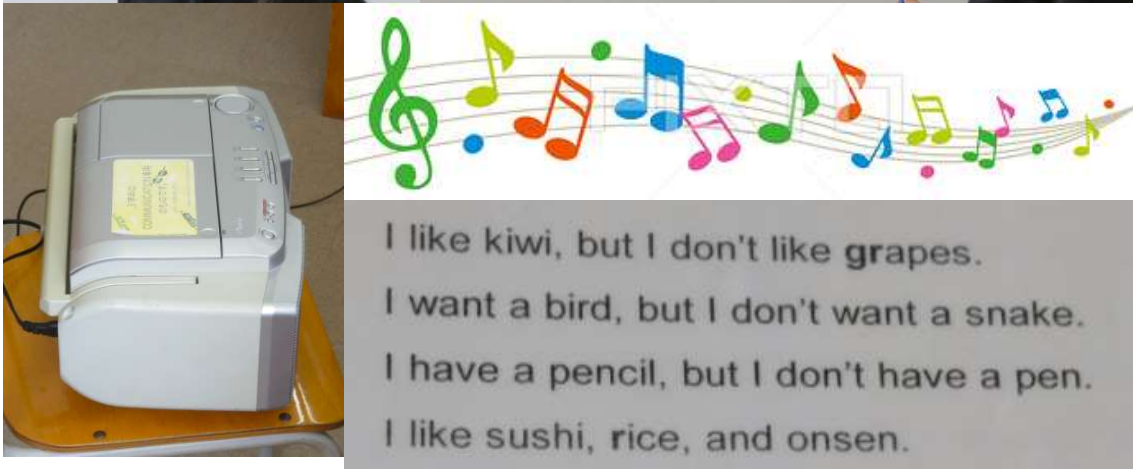 I like kiwi, but I don't like grapes.
I want a bird, but I don't want a snake.
I have a pencil, but I don't have a pen.
I like sushi, rice, and onsen.